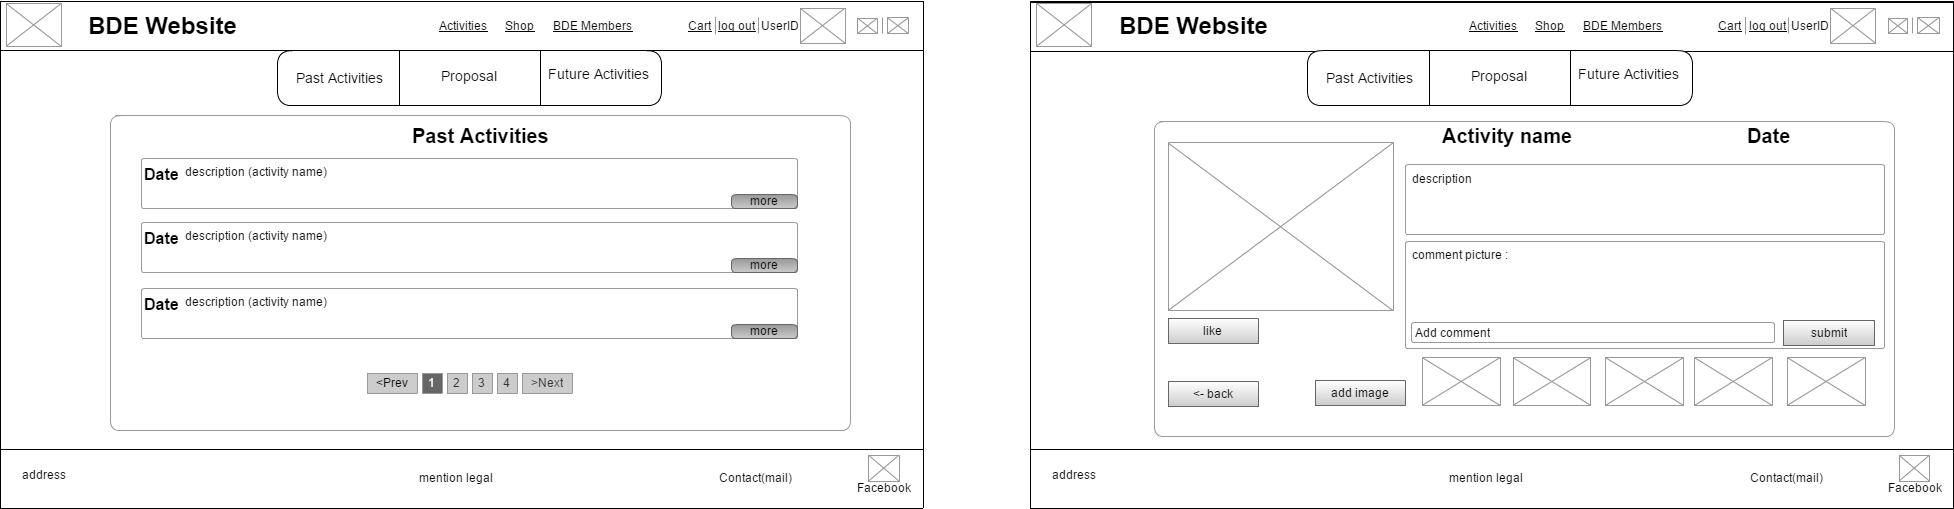 BDE Website Activities Shop BDE Members Cart log out UserID
Past Activities Proposal Future Activities
Past Activities
Date description (activity name)
more
Date description (activity name)
more
Date description (activity name)
more
<Prev 1 2 3 4 >Next
address mention legal Contact(mail)
Facebook
BDE Website Activities Shop BDE Members Cart log out UserID
Past Activities Proposal Future Activities
Activity name Date
description
comment picture :
Add comment submit
like
<- back add image
address mention legal Contact(mail)
Facebook